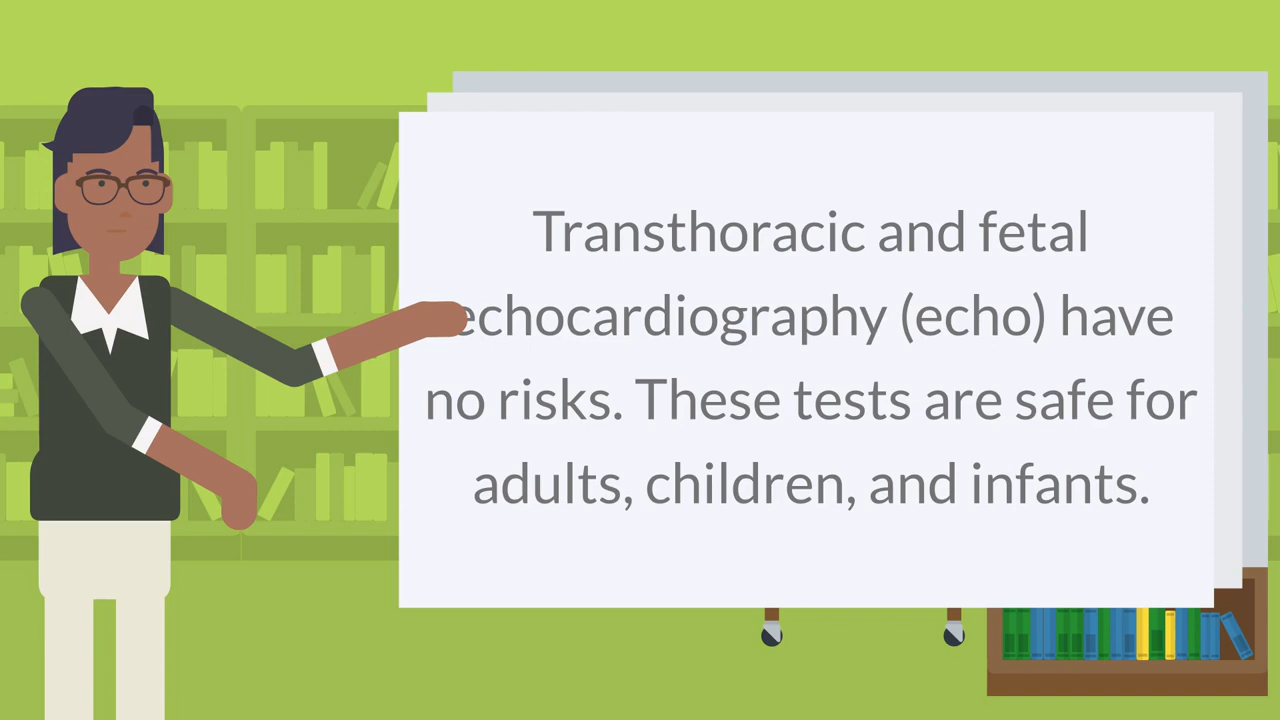 Transthoracic and fetal
echocardiography (echo) have
no risks. These tests are safe for
adults, children, and infants.